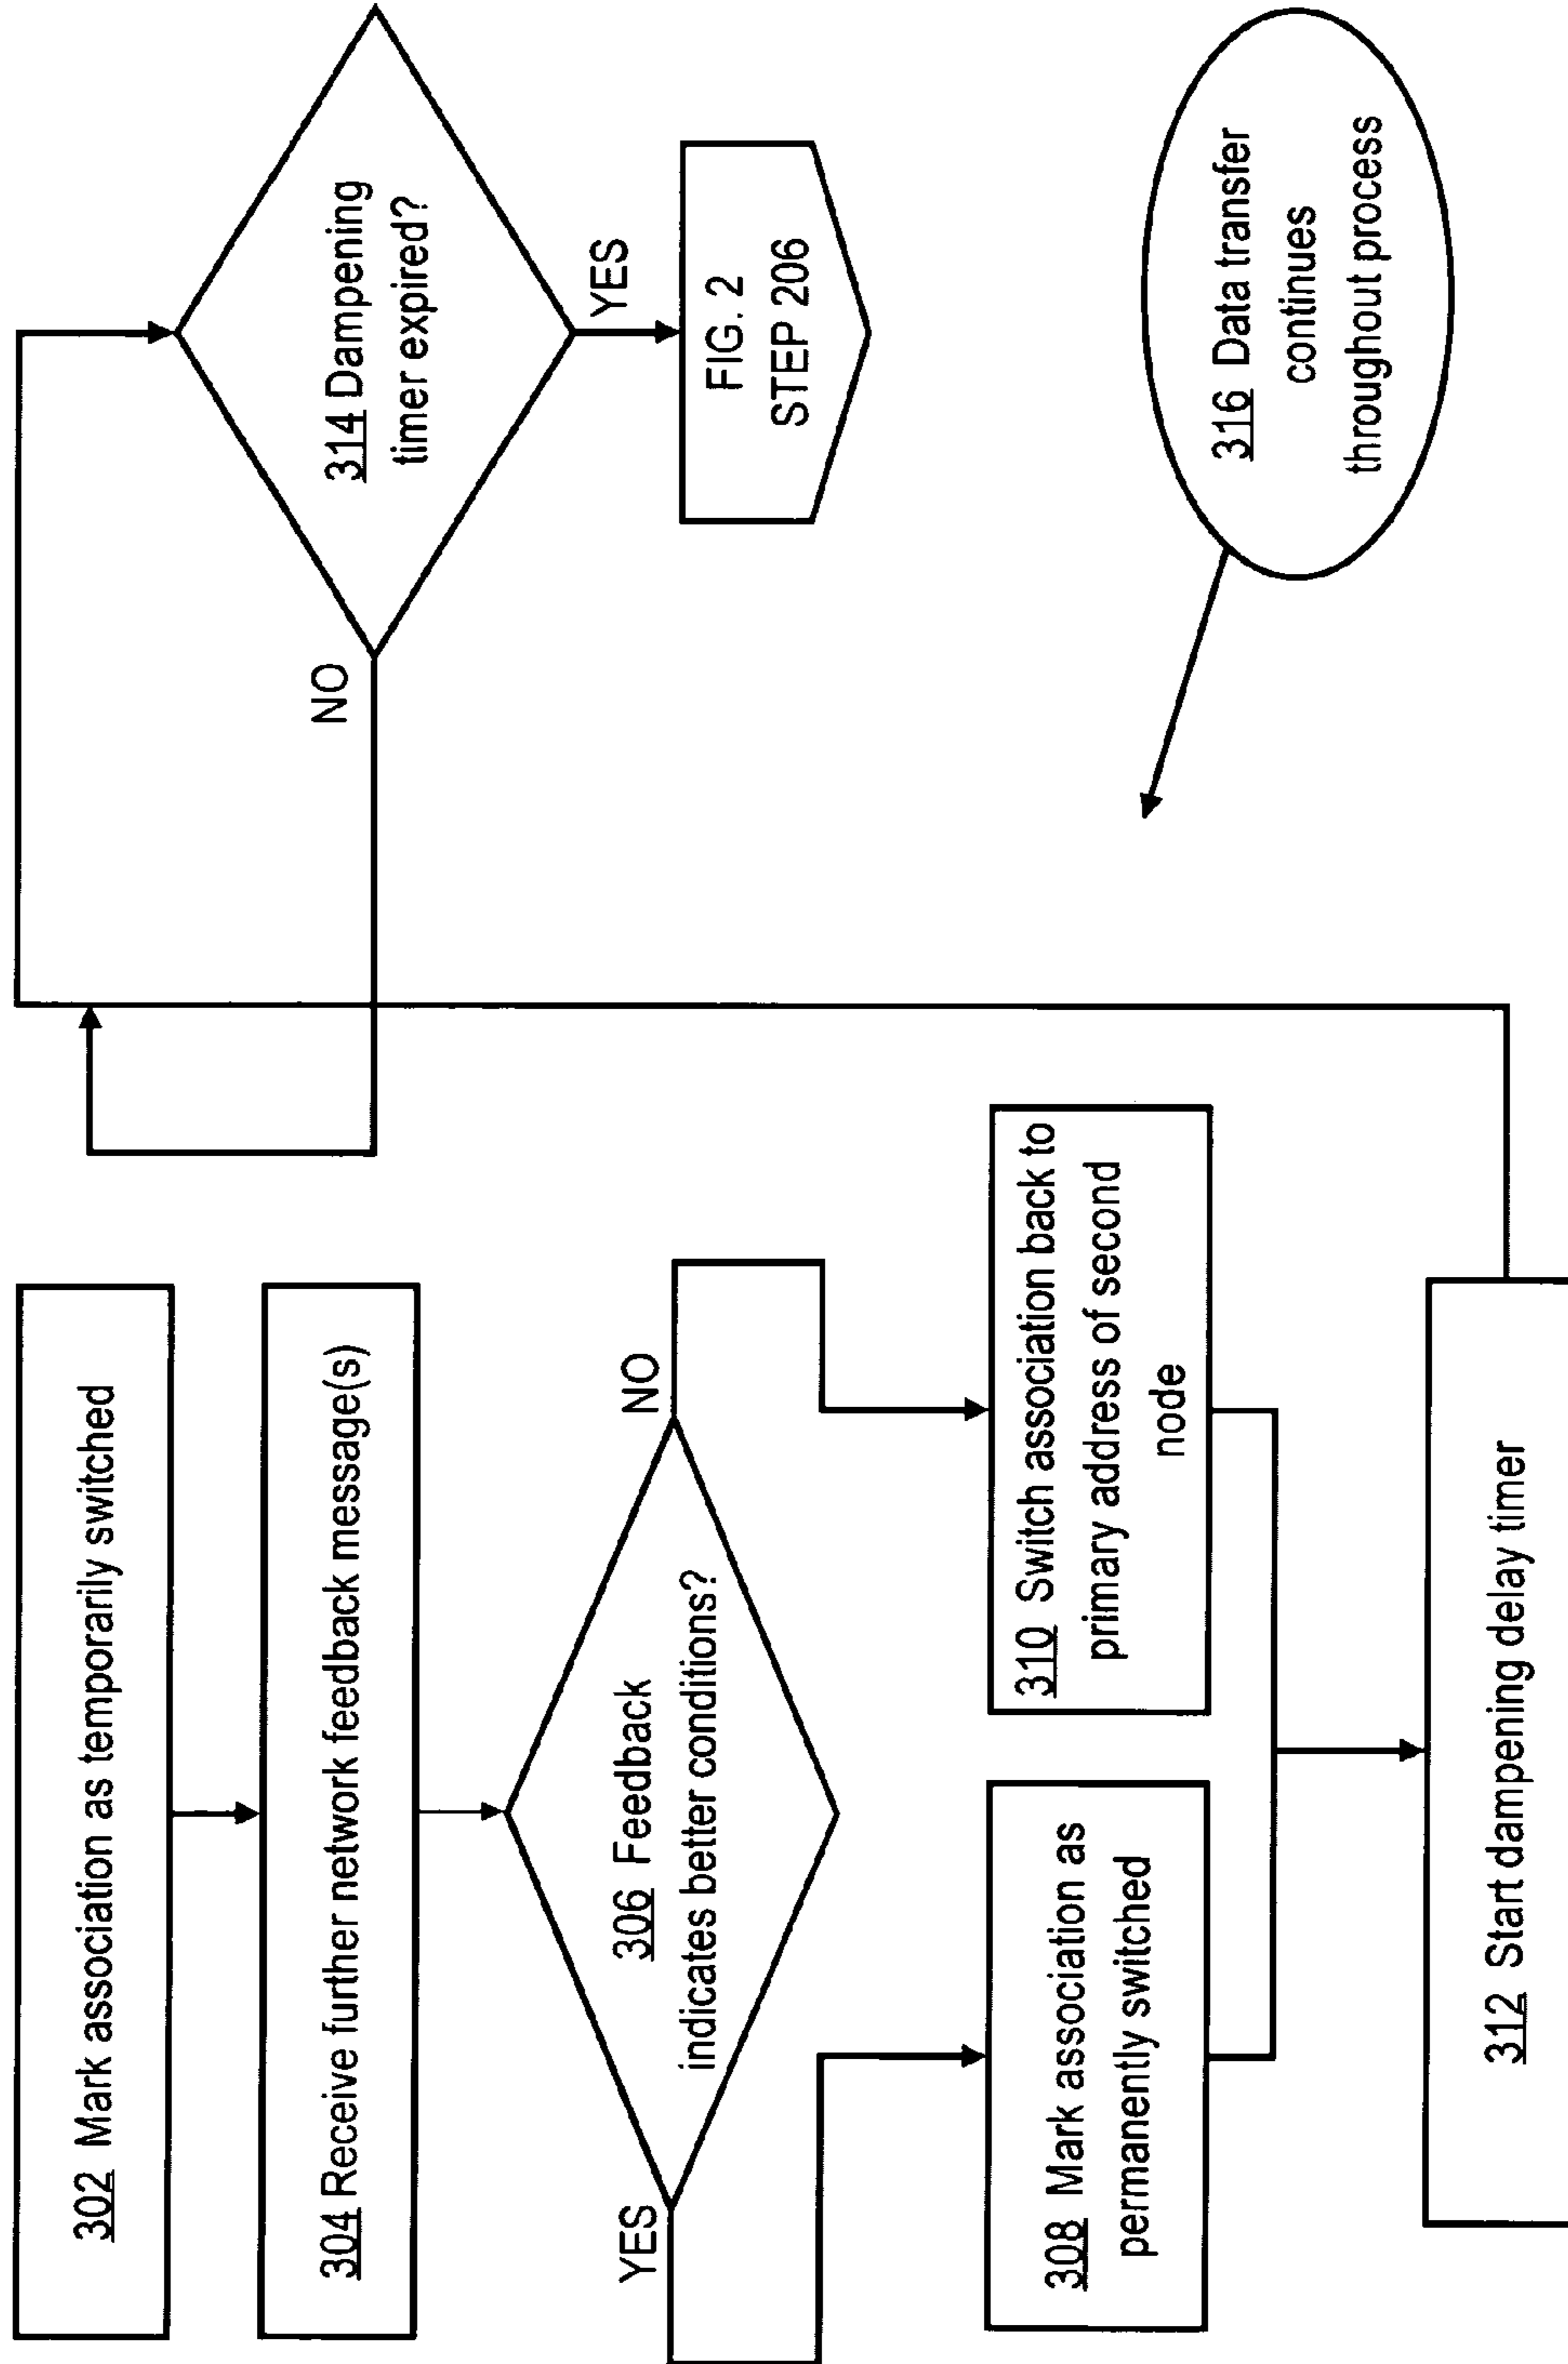 302 Mark association as temporarily switched
304 Receive further network feedback message(s)
306 Feedback
indicates better conditions?
YES
NO
308 Mark association as
permanently switched
310 Switch association back to
primary address of second
node
312 Start dampening delay timer
314 Dampening
timer expired?
NO
YES
FIG. 2
STEP 206
316 Data transfer
continues
throughout process